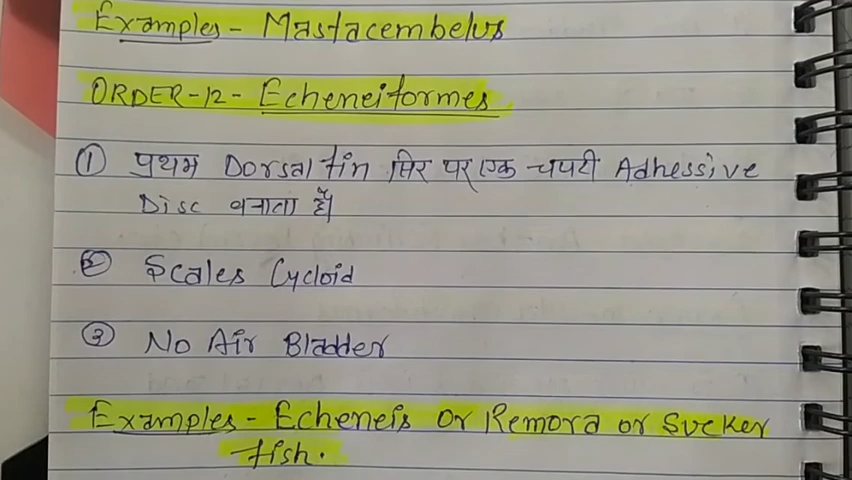 Examples - Mastacembelus
ORDER-12- Echeneiformes
① प्रथम Dorsal fin सिर पर एक चपटी Adhessive
Disc बनाता है।
② Scales Cycloid
③ No Air Bladder
Examples - Echeneis or Remora or Sucker
fish.